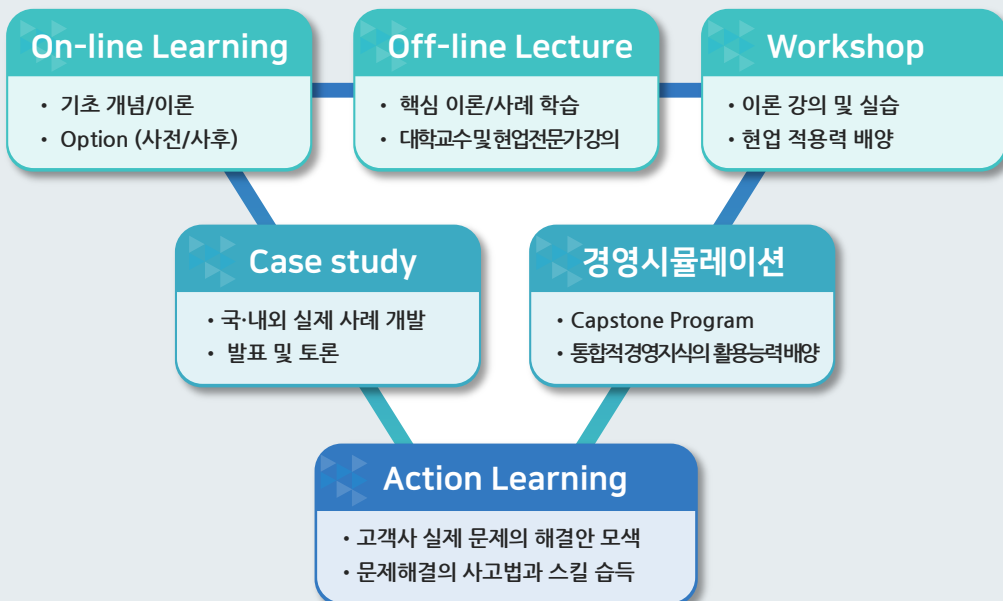 On-line Learning
• 기초 개념/이론
• Option (사전/사후)
Off-line Lecture
• 핵심 이론/사례 학습
• 대학교수 및 현업전문가 강의
Workshop
• 이론 강의 및 실습
• 현업 적용력 배양
Case study
• 국·내외 실제 사례 개발
• 발표 및 토론
경영시뮬레이션
• Capstone Program
• 통합적 경영지식의 활용능력 배양
Action Learning
• 고객사 실제 문제의 해결안 모색
• 문제해결의 사고법과 스킬 습득